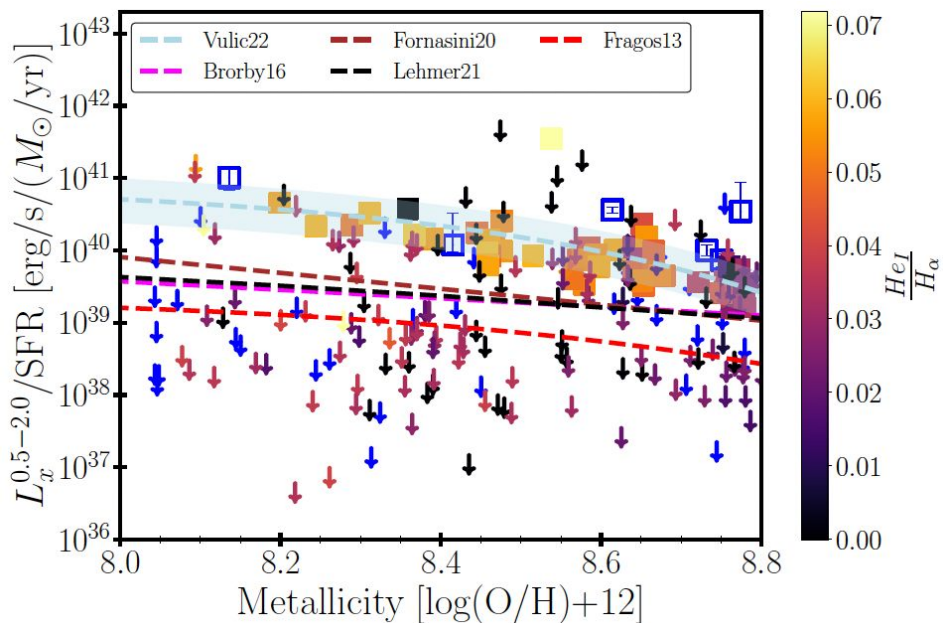 10^43
10^42
10^41
10^40
10^39
10^38
10^37
10^36
L_x^{0.5−2.0}/SFR [erg/s/(M_⊙/yr)]
Vulic22
Brorby16
Fornasini20
Lehmer21
Fragos13
8.0
8.2
8.4
8.6
8.8
Metallicity [log(O/H)+12]
0.07
0.06
0.05
0.04
0.03
0.02
0.01
0.00
He_I
H_α